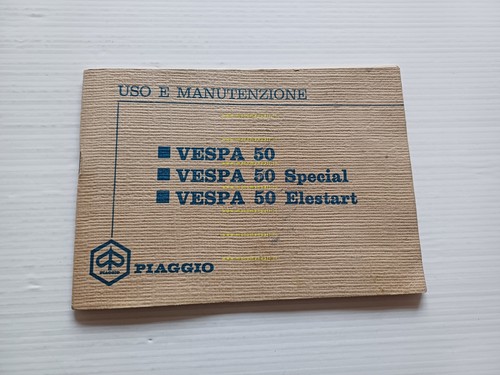 USO E MANUTENZIONE
VESPA 50
VESPA 50 Special
VESPA 50 Elestart
PIAGGIO